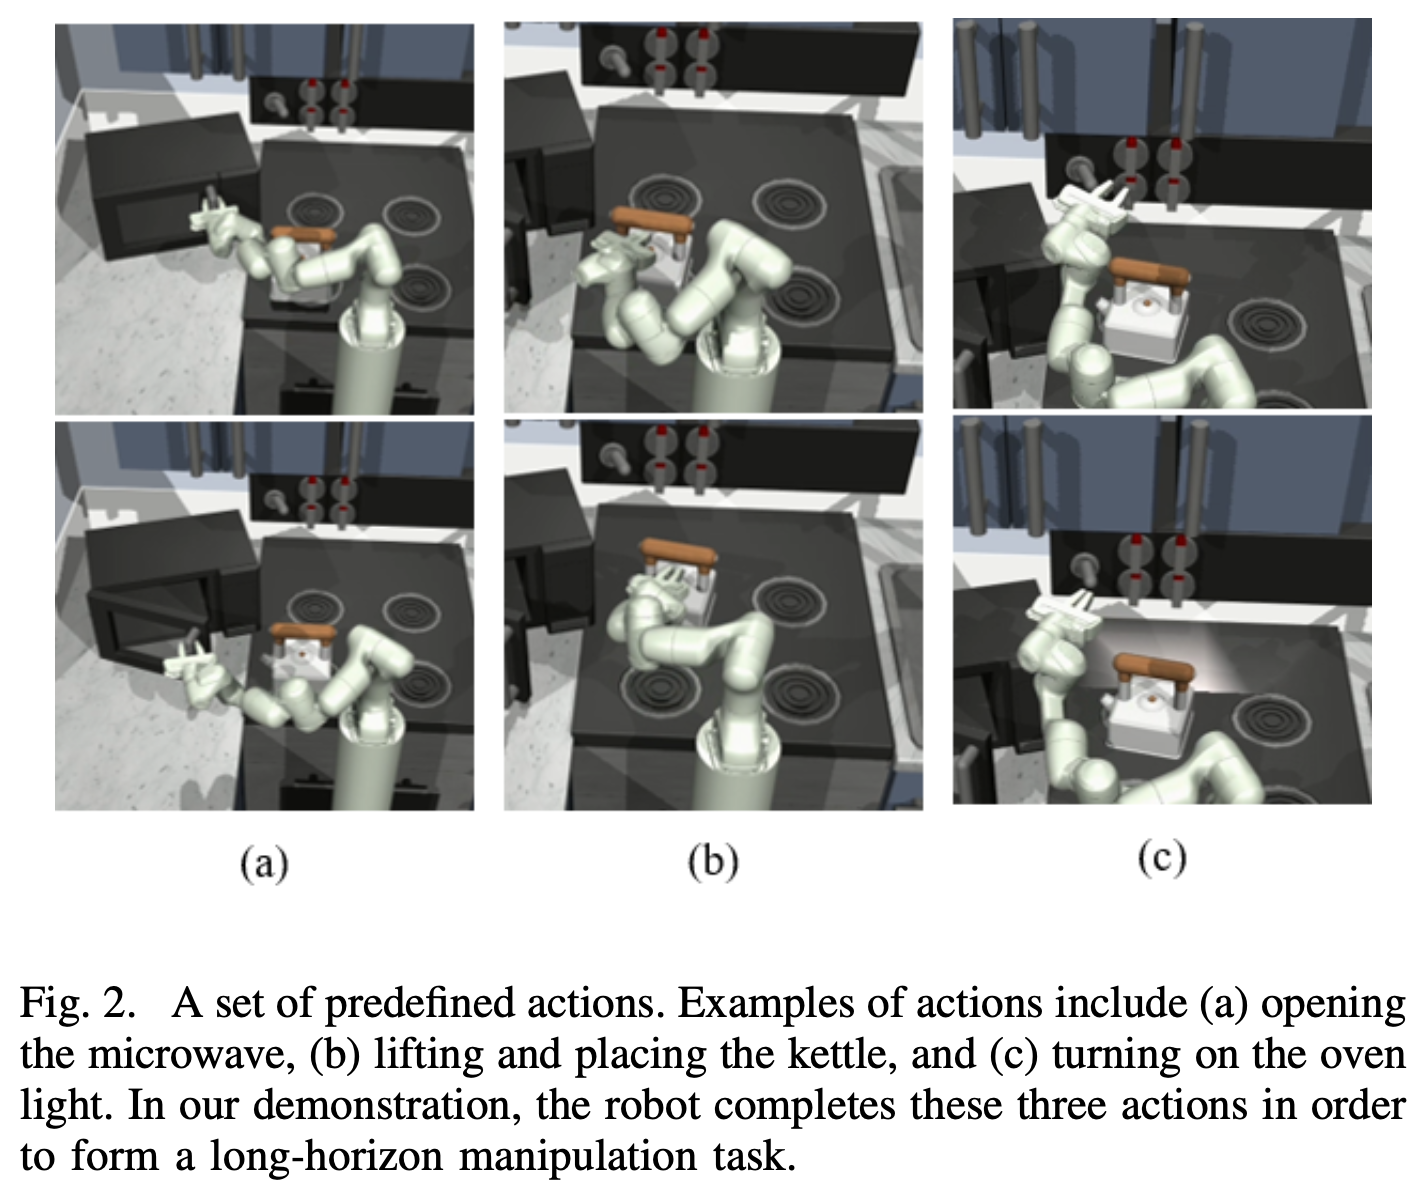 (a)
(b)
(c)
Fig. 2. A set of predefined actions. Examples of actions include (a) opening
the microwave, (b) lifting and placing the kettle, and (c) turning on the oven
light. In our demonstration, the robot completes these three actions in order
to form a long-horizon manipulation task.